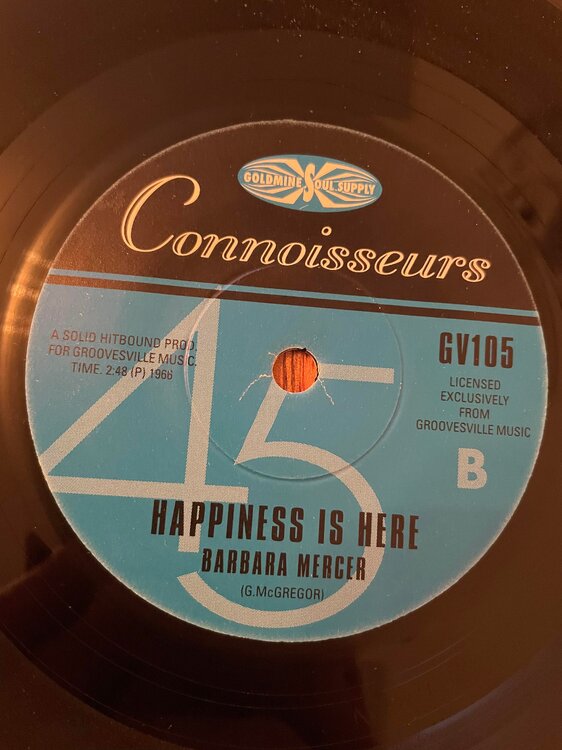 GOLDMINE SOUL SUPPLY
Connoisseurs
A SOLID HITBOUND PROD.
FOR GROOVESVILLE MUSIC.
TIME. 2:48 (P) 1966
GV105
LICENSED
EXCLUSIVELY
FROM
GROOVESVILLE MUSIC
B
45
HAPPINESS IS HERE
BARBARA MERCER
(G.McGREGOR)